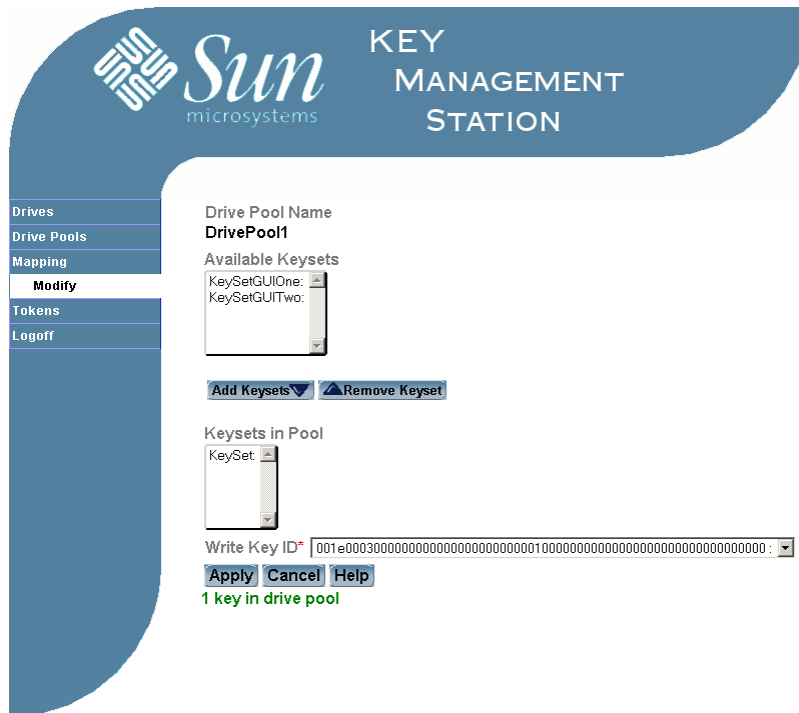 Sun
microsystems
KEY
MANAGEMENT
STATION
Drives
Drive Pools
Mapping
Modify
Tokens
Logoff
Drive Pool Name
DrivePool1
Available Keysets
KeySetGUIOne:
KeySetGUITwo:
Add Keysets
Remove Keyset
Keysets in Pool
KeySet:
Write Key ID* 001e000300000000000000000000000100000000000000000000000000000000 :
Apply Cancel Help
1 key in drive pool